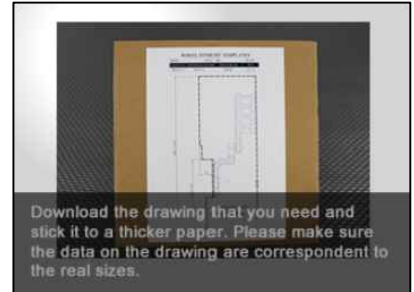 Download the drawing that you need and
stick it to a thicker paper. Please make sure
the data on the drawing are correspondent to
the real sizes.